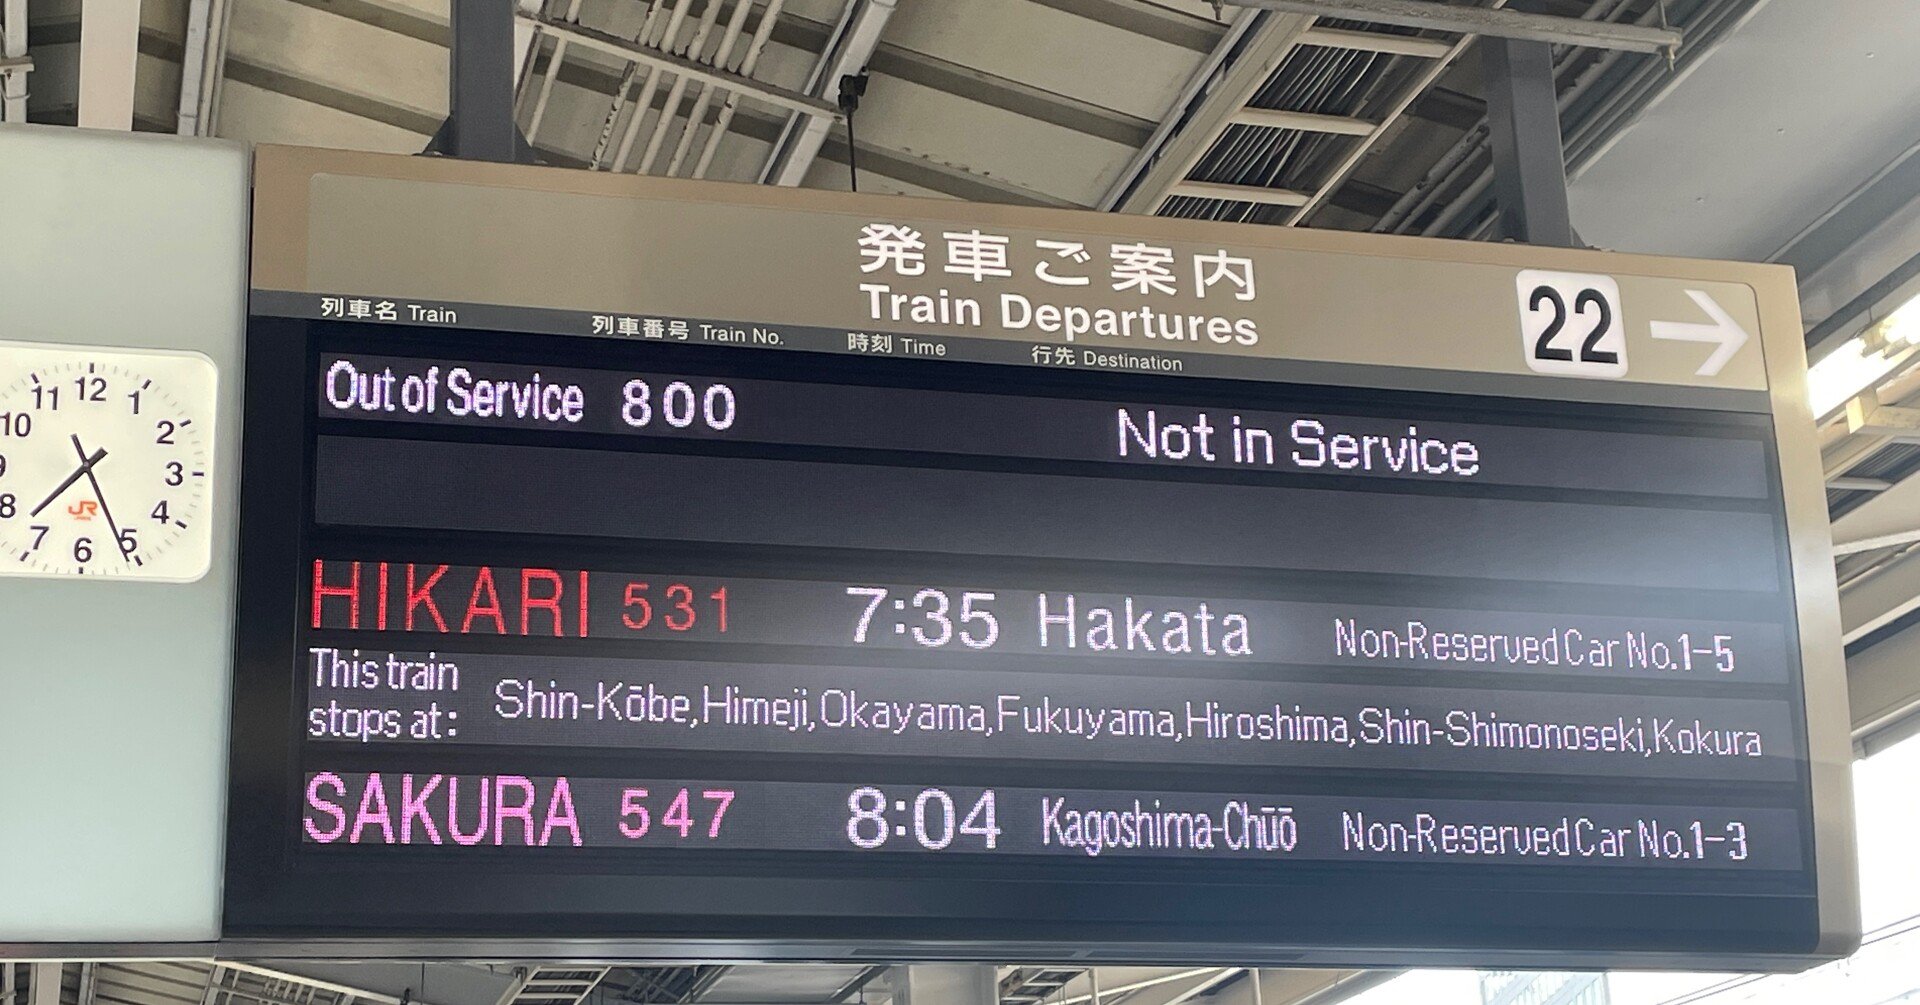 発車ご案内
Train Departures
22
列車名 Train 列車番号 Train No. 時刻 Time 行先 Destination
Out of Service 800 Not in Service
HIKARI 531 7:35 Hakata Non-Reserved Car No.1-5
This train
stops at: Shin-Kōbe,Himeji,Okayama,Fukuyama,Hiroshima,Shin-Shimonoseki,Kokura
SAKURA 547 8:04 Kagoshima-Chūō Non-Reserved Car No.1-3
12
11 1
10 2
9 3
8 4
7 5
6
JR